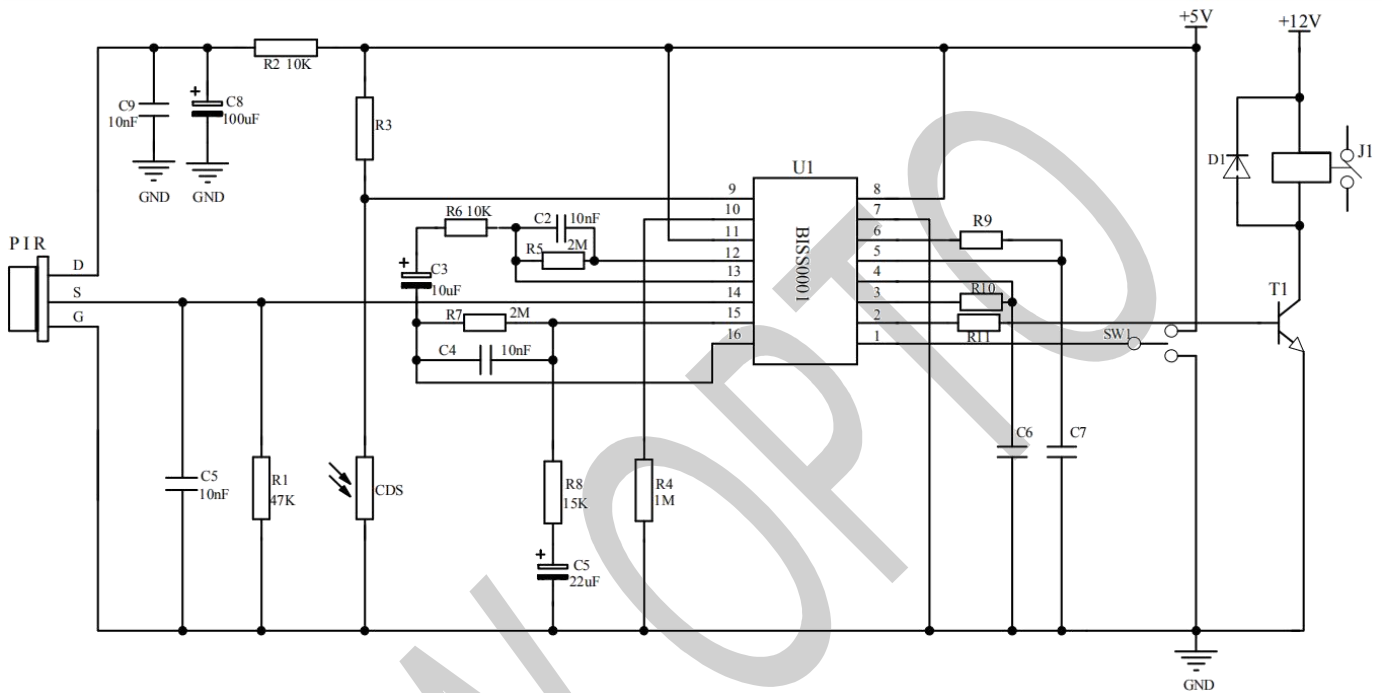 +5V
+12V
R2 10K
C9
10nF
C8
100uF
R3
D1
J1
GND
GND
U1
BISS0001
9
10
11
12
13
14
15
16
8
7
6
5
4
3
2
1
R6 10K
C2
10nF
R5
2M
R9
PIR
D
S
G
C3
10uF
R7
2M
C4
10nF
R10
R11
SW1
T1
C6
C7
C5
10nF
R1
47K
CDS
R8
15K
R4
1M
C5
22uF
GND
W OPTO